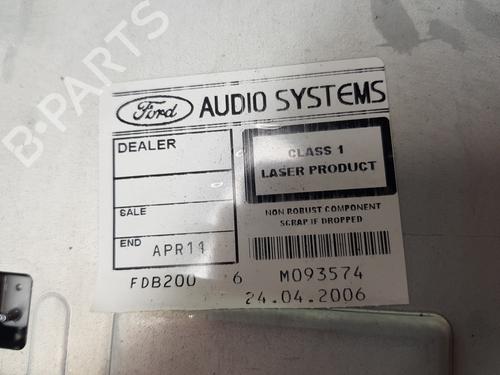 Ford AUDIO SYSTEMS
DEALER
SALE
END APR11
CLASS 1
LASER PRODUCT
NON ROBUST COMPONENT
SCRAP IF DROPPED
FDB200 6 M093574
24.04.2006
B-PARTS